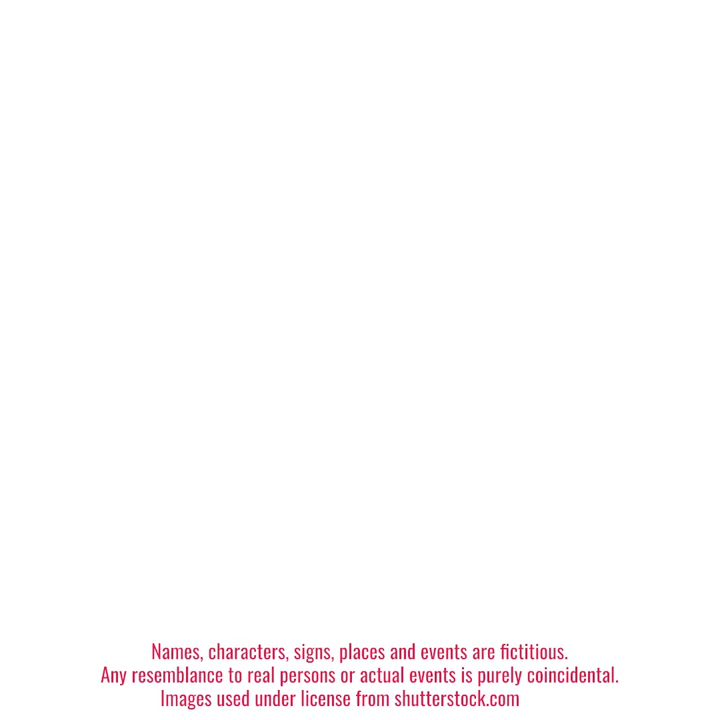 Names, characters, signs, places and events are fictitious.
Any resemblance to real persons or actual events is purely coincidental.
Images used under license from shutterstock.com